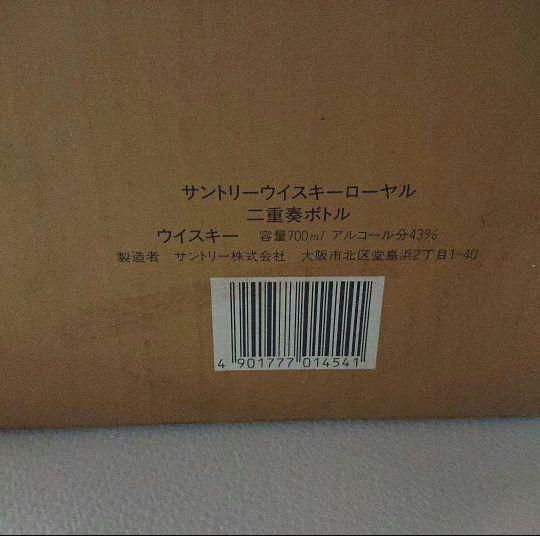 サントリーウイスキーローヤル
二重奏ボトル
ウイスキー 容量700ml アルコール分43%
製造者 サントリー株式会社 大阪市北区堂島浜2丁目1-40
4 901777 014541